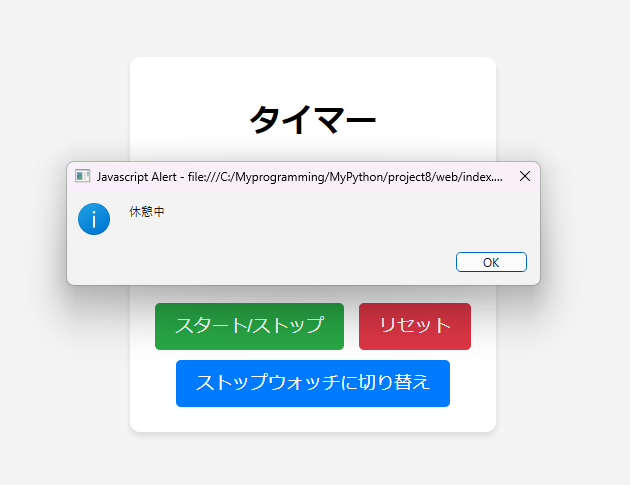 タイマー
Javascript Alert - file:///C:/Myprogramming/MyPython/project8/web/index....
休憩中
OK
スタート/ストップ
リセット
ストップウォッチに切り替え